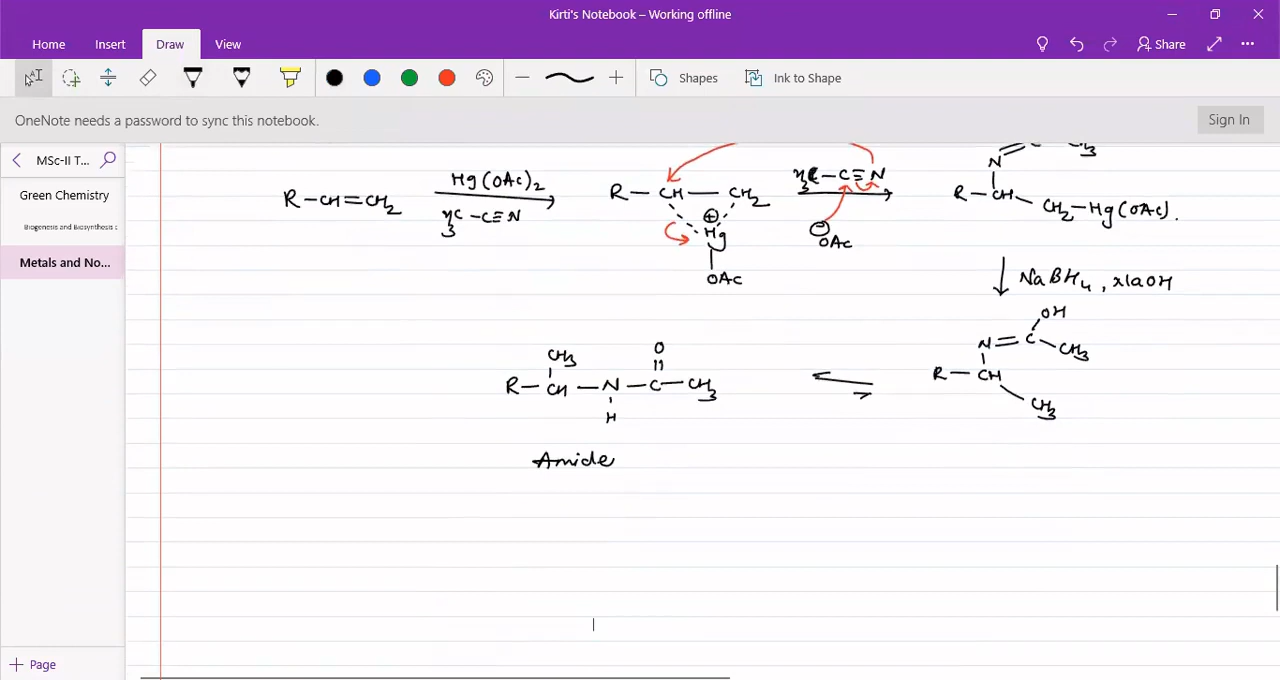 Kirti's Notebook – Working offline
Home Insert Draw View
Share
Shapes Ink to Shape
OneNote needs a password to sync this notebook.
Sign In
MSc-II T...
Green Chemistry
Biogenesis and Biosynthesis :
Metals and No...
Page
R–CH=CH2
Hg(OAc)2
H3C–C≡N
R–CH–CH2
⊕
Hg
OAc
H3C–C≡N
⊖
OAc
CH3
N
R–CH
CH2–Hg(OAc).
↓ NaBH4, NaOH
OH
N=C
CH3
R–CH
CH3
CH3 O
R–CH–N–C–CH3
H
Amide